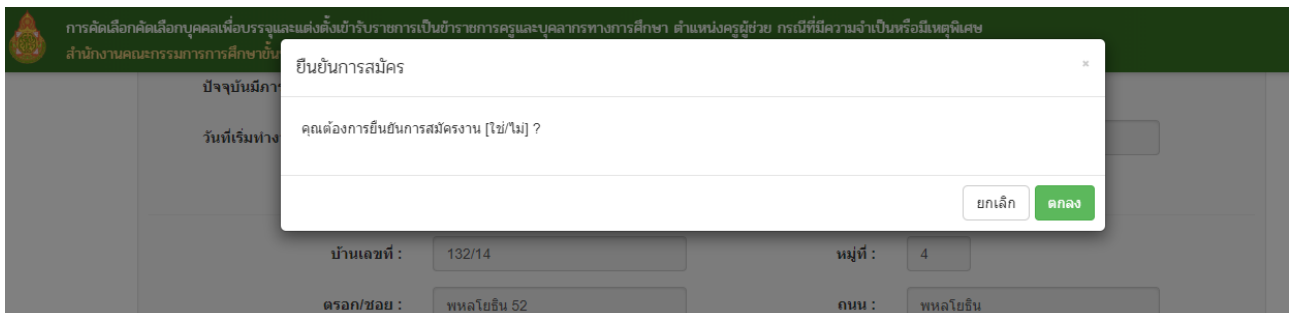 การคัดเลือกคัดเลือกบุคคลเพื่อบรรจุและแต่งตั้งเข้ารับราชการเป็นข้าราชการครูและบุคลากรทางการศึกษา ตำแหน่งครูผู้ช่วย กรณีที่มีความจำเป็นหรือมีเหตุพิเศษ
สำนักงานคณะกรรมการการศึกษาขั้น
ยืนยันการสมัคร ×
ปัจจุบันมีภา
คุณต้องการยืนยันการสมัครงาน [ใช่/ไม่] ?
วันที่เริ่มทำง
ยกเลิก ตกลง
บ้านเลขที่ : 132/14 หมู่ที่ : 4
ตรอก/ซอย : พหลโยธิน 52 ถนน : พหลโยธิน